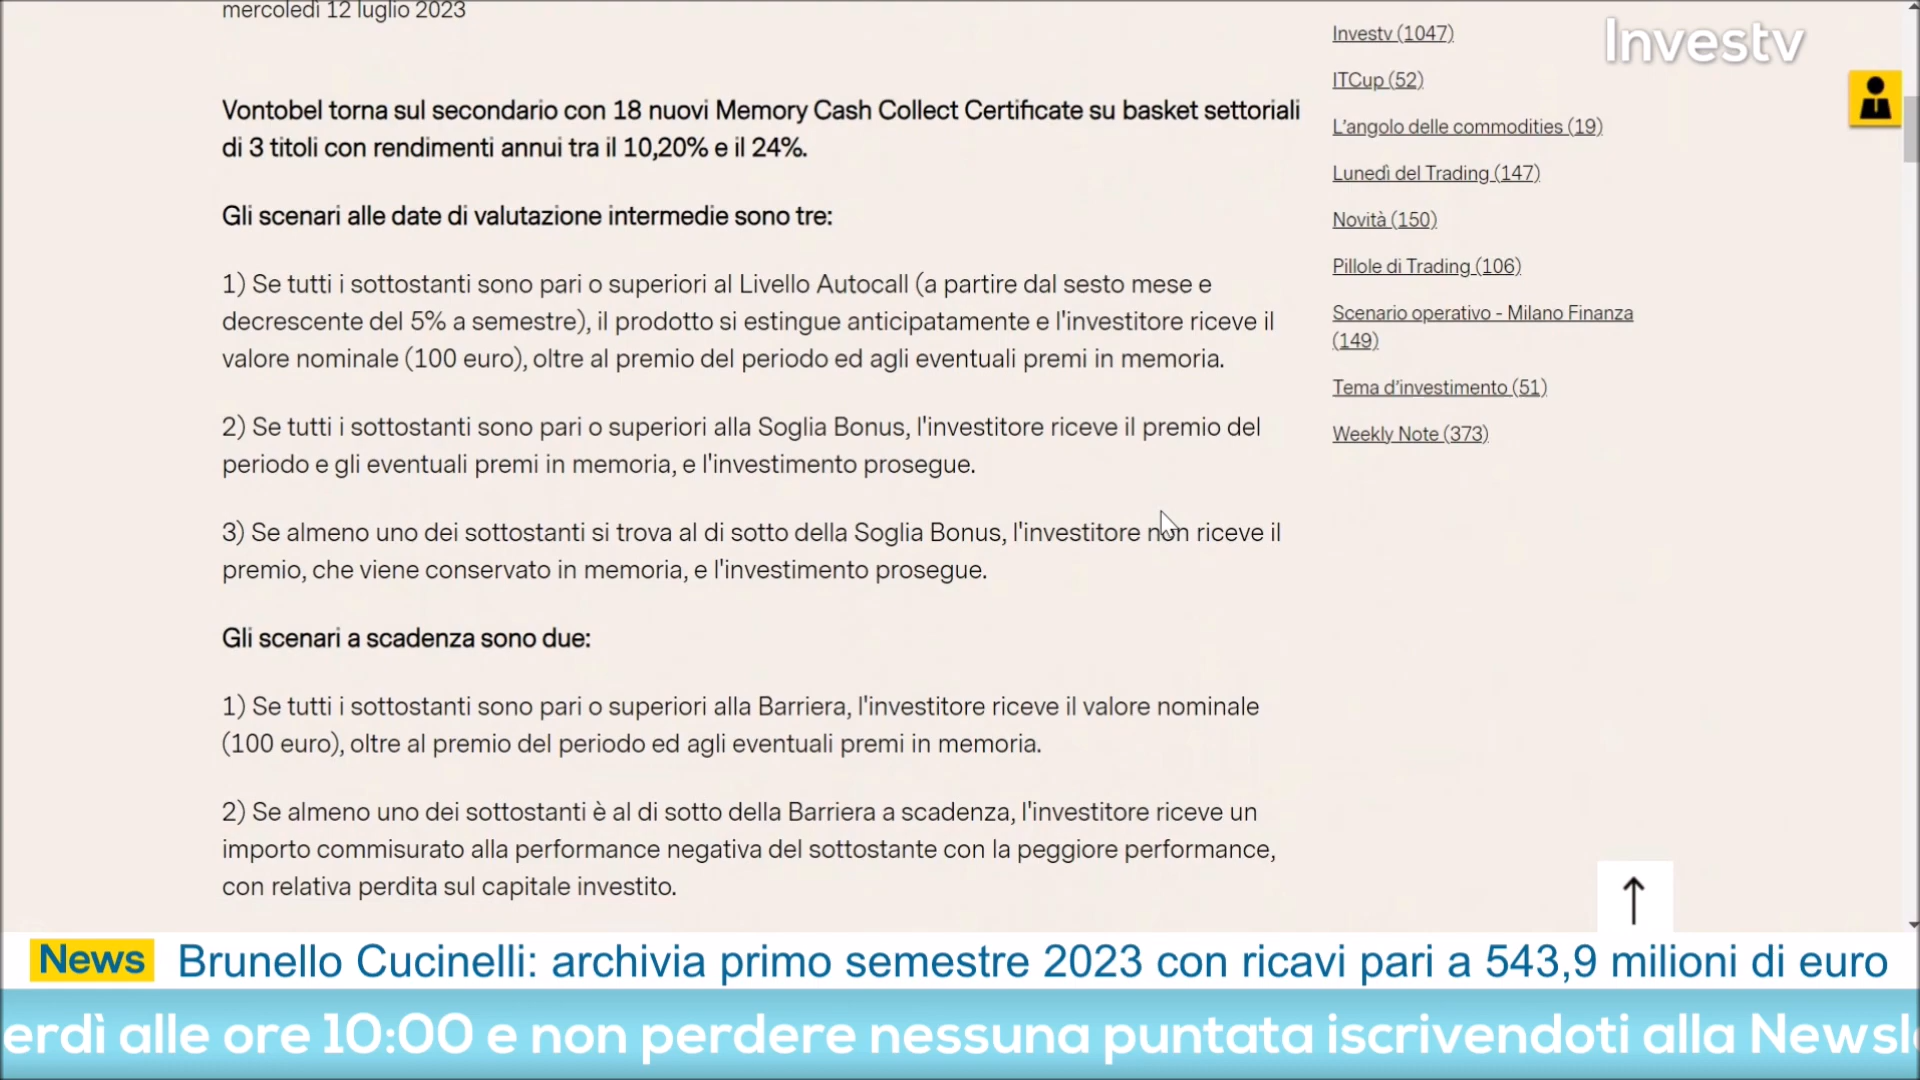 mercoledì 12 luglio 2023
Vontobel torna sul secondario con 18 nuovi Memory Cash Collect Certificate su basket settoriali
di 3 titoli con rendimenti annui tra il 10,20% e il 24%.
Gli scenari alle date di valutazione intermedie sono tre:
1) Se tutti i sottostanti sono pari o superiori al Livello Autocall (a partire dal sesto mese e
decrescente del 5% a semestre), il prodotto si estingue anticipatamente e l'investitore riceve il
valore nominale (100 euro), oltre al premio del periodo ed agli eventuali premi in memoria.
2) Se tutti i sottostanti sono pari o superiori alla Soglia Bonus, l'investitore riceve il premio del
periodo e gli eventuali premi in memoria, e l'investimento prosegue.
3) Se almeno uno dei sottostanti si trova al di sotto della Soglia Bonus, l'investitore non riceve il
premio, che viene conservato in memoria, e l'investimento prosegue.
Gli scenari a scadenza sono due:
1) Se tutti i sottostanti sono pari o superiori alla Barriera, l'investitore riceve il valore nominale
(100 euro), oltre al premio del periodo ed agli eventuali premi in memoria.
2) Se almeno uno dei sottostanti è al di sotto della Barriera a scadenza, l'investitore riceve un
importo commisurato alla performance negativa del sottostante con la peggiore performance,
con relativa perdita sul capitale investito.
Investv (1047)
ITCup (52)
L'angolo delle commodities (19)
Lunedì del Trading (147)
Novità (150)
Pillole di Trading (106)
Scenario operativo - Milano Finanza
(149)
Tema d'investimento (51)
Weekly Note (373)
Investv
News Brunello Cucinelli: archivia primo semestre 2023 con ricavi pari a 543,9 milioni di euro
erdì alle ore 10:00 e non perdere nessuna puntata iscrivendoti alla Newsl